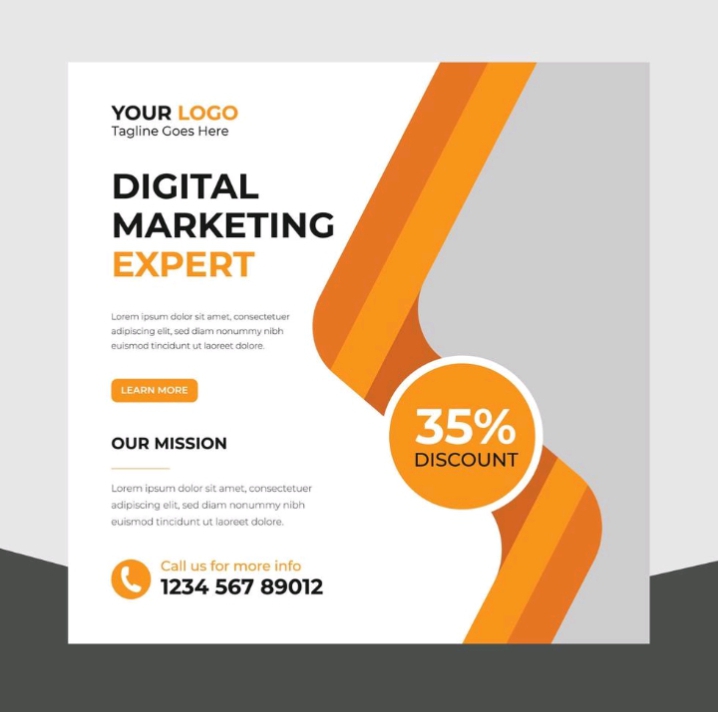 YOUR LOGO
Tagline Goes Here
DIGITAL
MARKETING
EXPERT
Lorem ipsum dolor sit amet, consectetuer
adipiscing elit, sed diam nonummy nibh
euismod tincidunt ut laoreet dolore.
LEARN MORE
OUR MISSION
Lorem ipsum dolor sit amet, consectetuer
adipiscing elit, sed diam nonummy nibh
euismod tincidunt ut laoreet dolore.
Call us for more info
1234 567 89012
35%
DISCOUNT